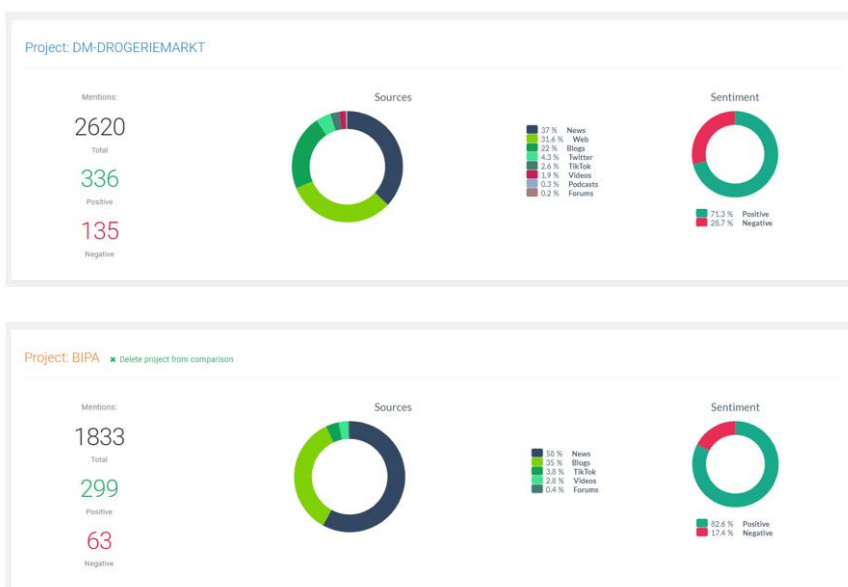 Project: DM-DROGERIEMARKT
Mentions:
2620
Total
336
Positive
135
Negative
Sources
37 % News
31.6 % Web
22 % Blogs
4.3 % Twitter
2.6 % TikTok
1.9 % Videos
0.3 % Podcasts
0.2 % Forums
Sentiment
71.3 % Positive
28.7 % Negative
Project: BIPA ✖ Delete project from comparison
Mentions:
1833
Total
299
Positive
63
Negative
Sources
58 % News
35 % Blogs
3.8 % TikTok
2.8 % Videos
0.4 % Forums
Sentiment
82.6 % Positive
17.4 % Negative